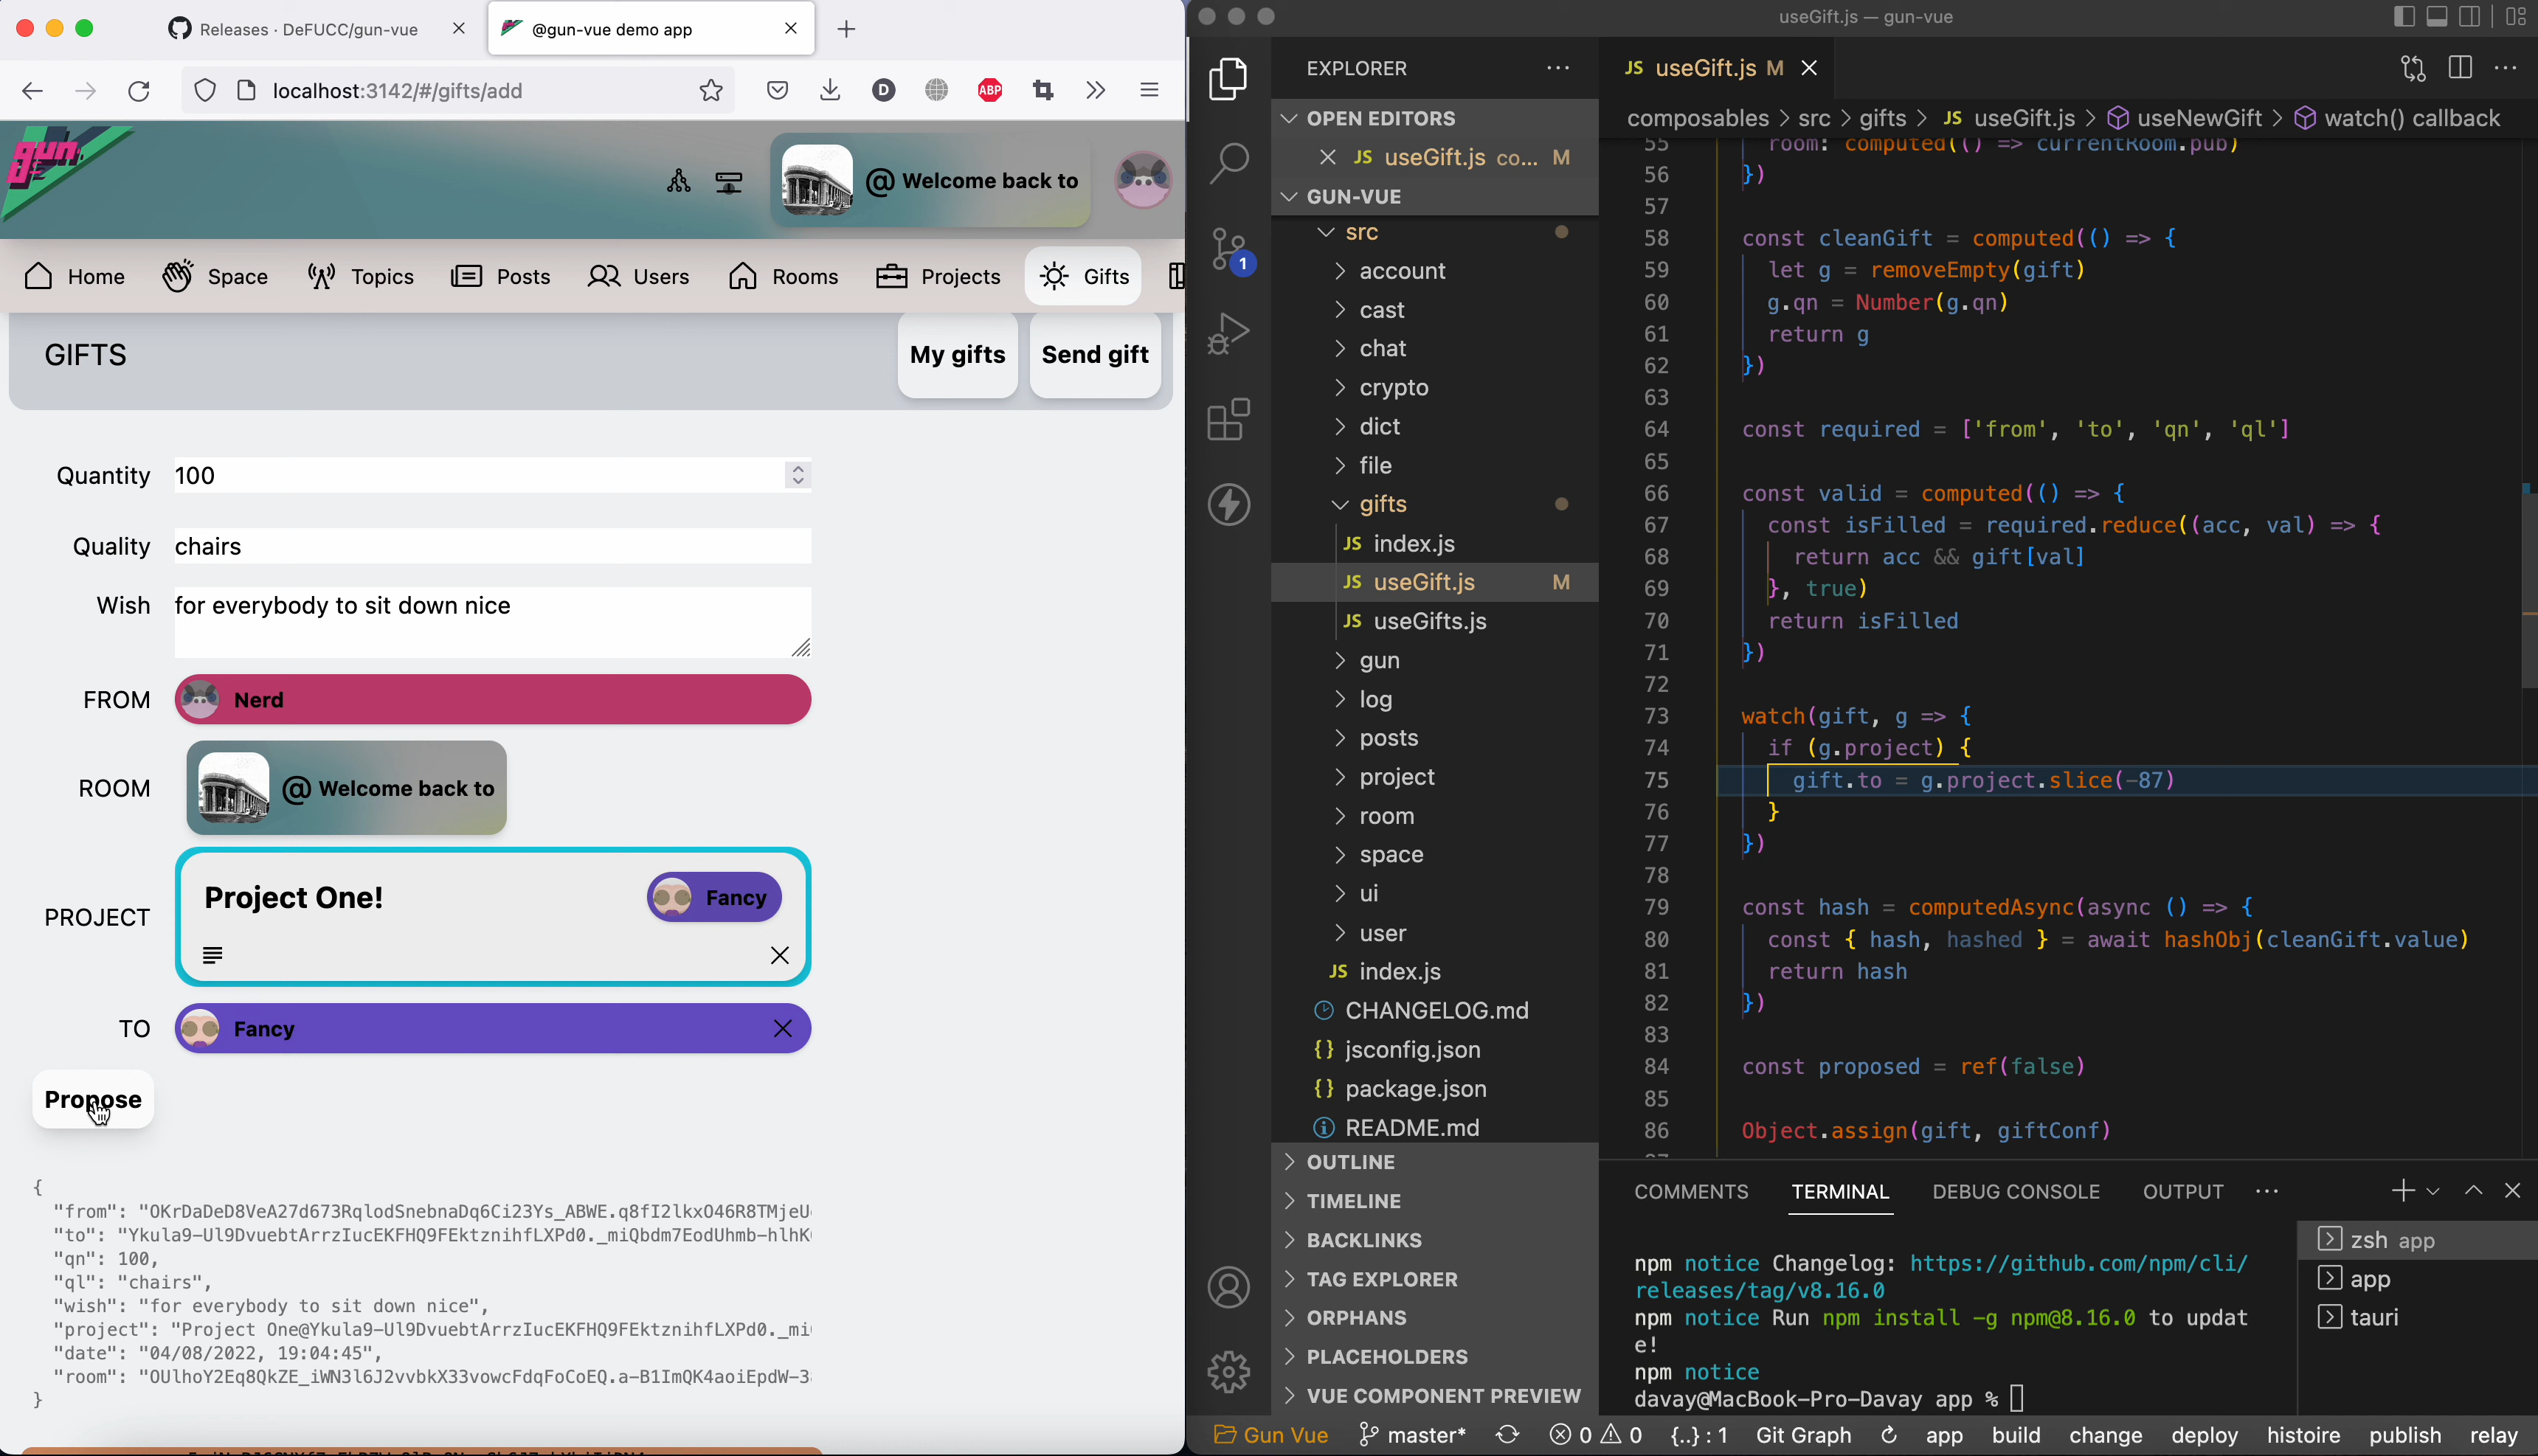 Releases · DeFUCC/gun-vue
@gun-vue demo app
localhost:3142/#/gifts/add
D
ABP
gun
@ Welcome back to
Home
Space
Topics
Posts
Users
Rooms
Projects
Gifts
GIFTS
My gifts
Send gift
Quantity 100
Quality chairs
Wish for everybody to sit down nice
FROM Nerd
ROOM @ Welcome back to
PROJECT Project One! Fancy
TO Fancy
Propose
{
"from": "OKrDaDeD8VeA27d673RqlodSnebnaDq6Ci23Ys_ABWE.q8fI2lkxO46R8TMjeU
"to": "Ykula9-Ul9DvuebtArrzIucEKFHQ9FEktznihfLXPd0._miQbdm7EodUhmb-hlhK
"qn": 100,
"ql": "chairs",
"wish": "for everybody to sit down nice",
"project": "Project One@Ykula9-Ul9DvuebtArrzIucEKFHQ9FEktznihfLXPd0._mi
"date": "04/08/2022, 19:04:45",
"room": "OUlhoY2Eq8QkZE_iWN3l6J2vvbkX33vowcFdqFoCoEQ.a-B1ImQK4aoiEpdW-3
}
useGift.js — gun-vue
EXPLORER
OPEN EDITORS
JS useGift.js co... M
GUN-VUE
src
account
cast
chat
crypto
dict
file
gifts
JS index.js
JS useGift.js M
JS useGifts.js
gun
log
posts
project
room
space
ui
user
JS index.js
CHANGELOG.md
{} jsconfig.json
{} package.json
README.md
OUTLINE
TIMELINE
BACKLINKS
TAG EXPLORER
ORPHANS
PLACEHOLDERS
VUE COMPONENT PREVIEW
1
JS useGift.js M
composables > src > gifts > JS useGift.js > useNewGift > watch() callback
55 room: computed(() => currentRoom.pub)
56 })
57
58 const cleanGift = computed(() => {
59 let g = removeEmpty(gift)
60 g.qn = Number(g.qn)
61 return g
62 })
63
64 const required = ['from', 'to', 'qn', 'ql']
65
66 const valid = computed(() => {
67 const isFilled = required.reduce((acc, val) => {
68 return acc && gift[val]
69 }, true)
70 return isFilled
71 })
72
73 watch(gift, g => {
74 if (g.project) {
75 gift.to = g.project.slice(-87)
76 }
77 })
78
79 const hash = computedAsync(async () => {
80 const { hash, hashed } = await hashObj(cleanGift.value)
81 return hash
82 })
83
84 const proposed = ref(false)
85
86 Object.assign(gift, giftConf)
COMMENTS TERMINAL DEBUG CONSOLE OUTPUT
npm notice Changelog: https://github.com/npm/cli/
releases/tag/v8.16.0
npm notice Run npm install -g npm@8.16.0 to updat
e!
npm notice
davay@MacBook-Pro-Davay app %
zsh app
app
tauri
Gun Vue master* 0 0 {..} : 1 Git Graph app build change deploy histoire publish relay